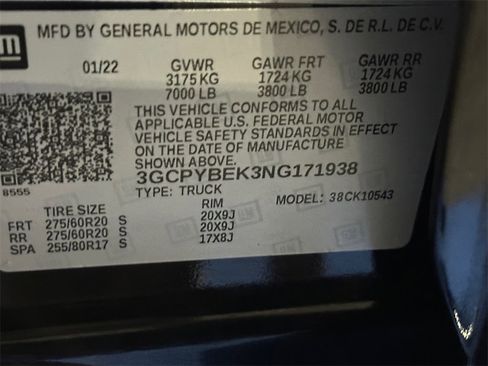 GM
MFD BY GENERAL MOTORS DE MEXICO, S. DE R.L. DE C.V.
01/22 GVWR GAWR FRT GAWR RR
3175 KG 1724 KG 1724 KG
7000 LB 3800 LB 3800 LB
THIS VEHICLE CONFORMS TO ALL
APPLICABLE U.S. FEDERAL MOTOR
VEHICLE SAFETY STANDARDS IN EFFECT
ON THE DATE OF MANUFACTURE
SHOWN ABOVE.
8555
3GCPYBEK3NG171938
TYPE: TRUCK MODEL: 38CK10543
TIRE SIZE RIM
FRT 275/60R20 S 20X9J
RR 275/60R20 S 20X9J
SPA 255/80R17 S 17X8J